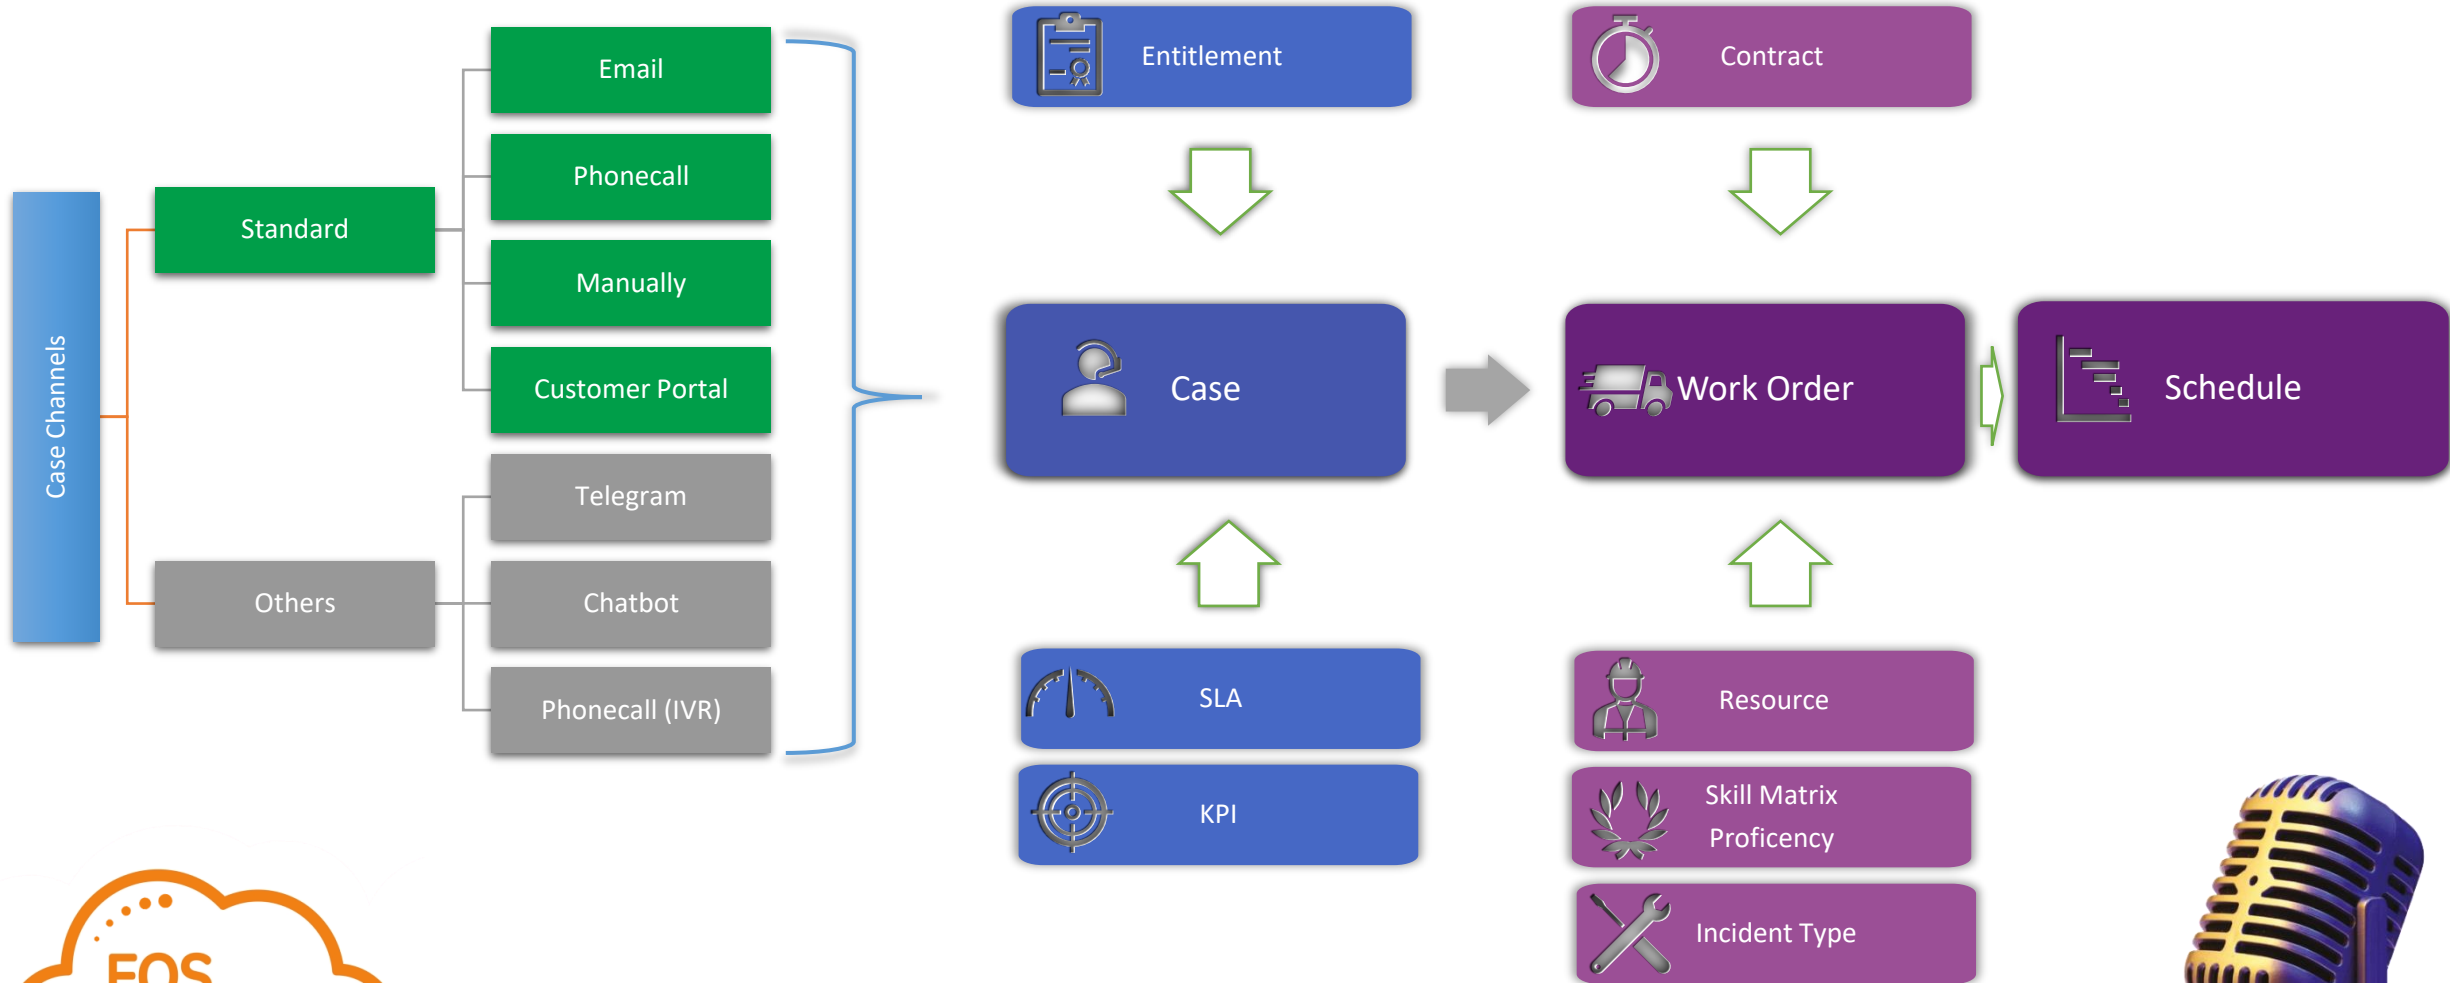 Case Channels
Standard
Others
Email
Phonecall
Manually
Customer Portal
Telegram
Chatbot
Phonecall (IVR)
Entitlement
Case
SLA
KPI
Contract
Work Order
Resource
Skill Matrix
Proficency
Incident Type
Schedule
EOS